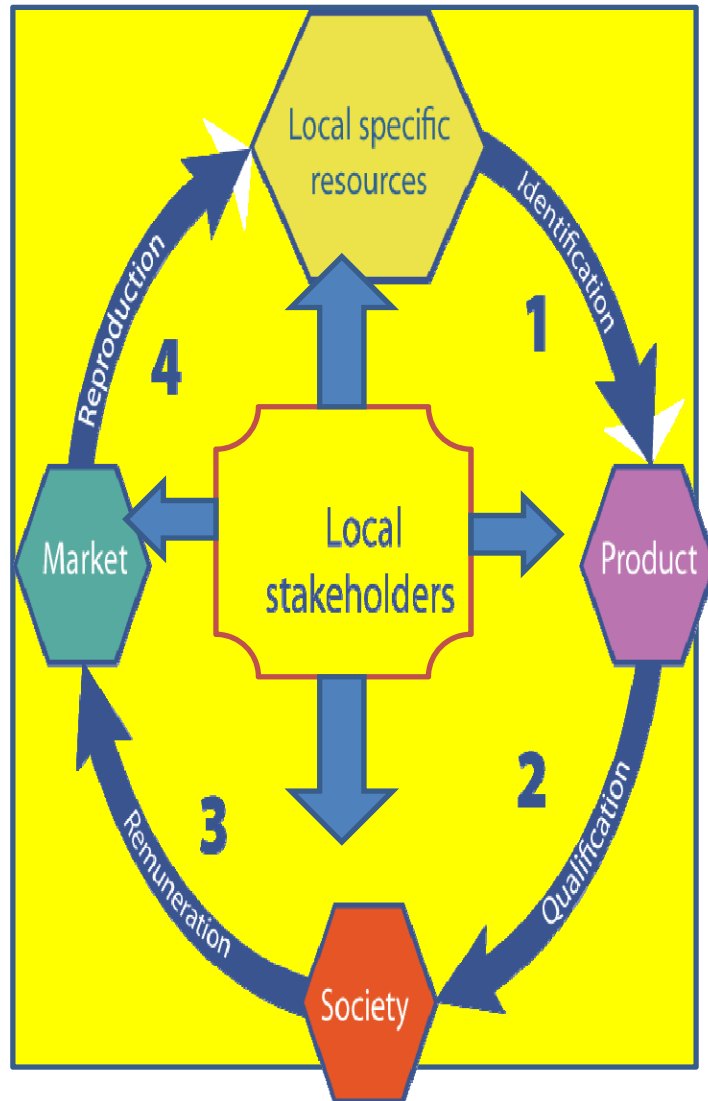 Local specific
resources
Identification
1
Product
2
Qualification
Society
3
Remuneration
Market
4
Reproduction
Local
stakeholders